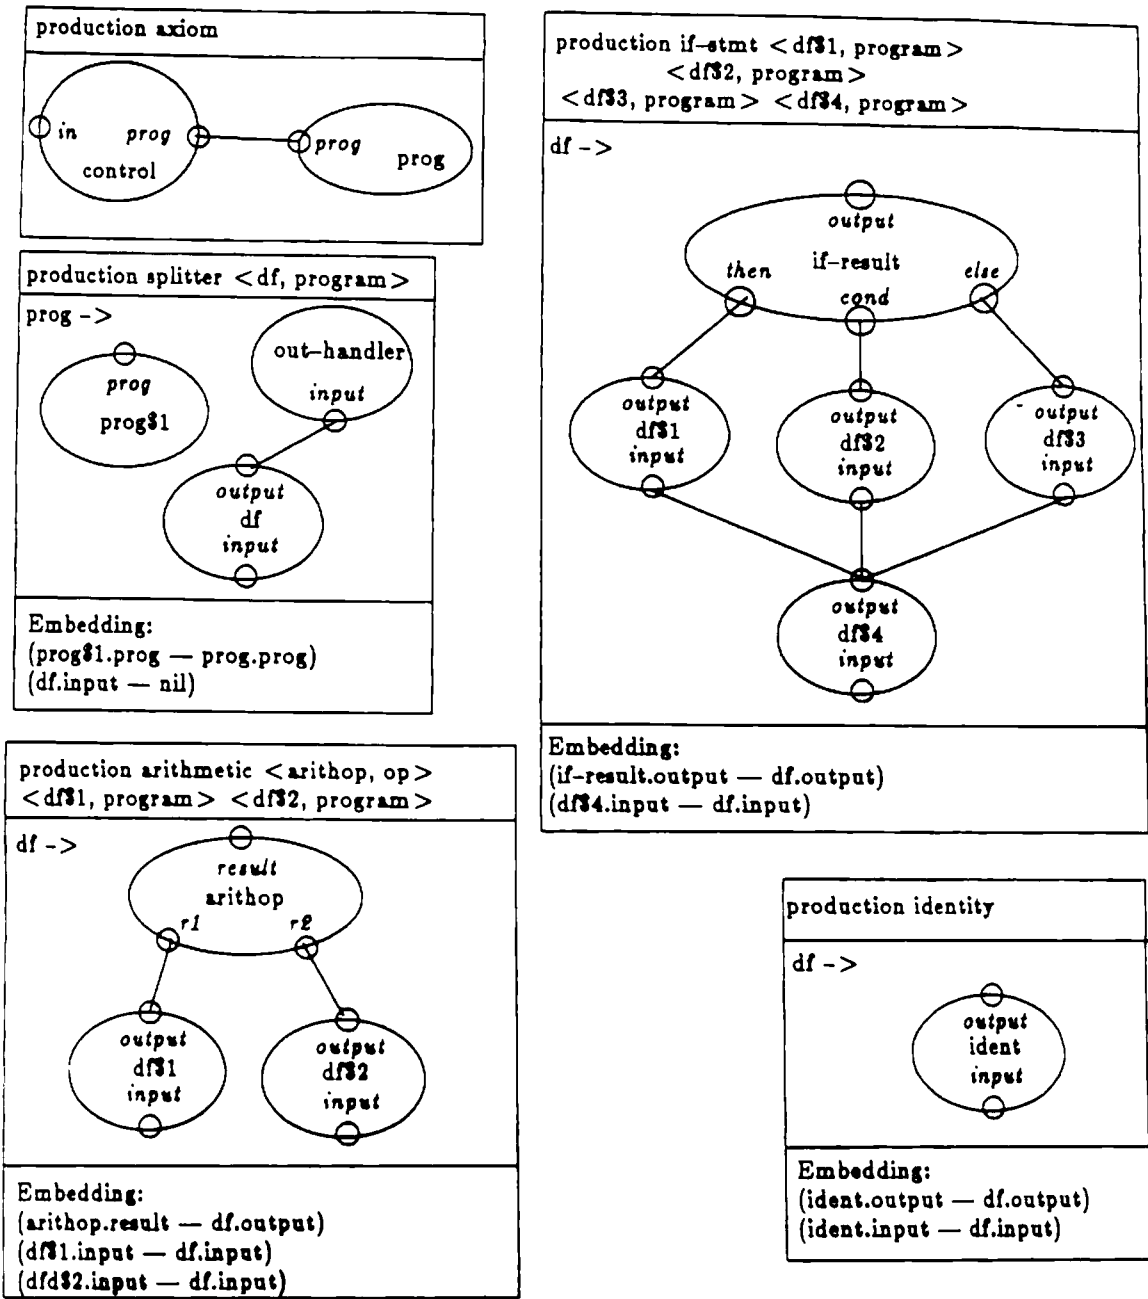 production axiom
in
prog
control
prog
prog
production splitter <df, program>
prog ->
prog
prog$1
out-handler
input
output
df
input
Embedding:
(prog$1.prog — prog.prog)
(df.input — nil)
production arithmetic <arithop, op>
<df$1, program> <df$2, program>
df ->
result
arithop
r1
r2
output
df$1
input
output
df$2
input
Embedding:
(arithop.result — df.output)
(df$1.input — df.input)
(dfd$2.input — df.input)
production if-stmt <df$1, program>
<df$2, program>
<df$3, program> <df$4, program>
df ->
output
if-result
then
cond
else
output
df$1
input
output
df$2
input
output
df$3
input
output
df$4
input
Embedding:
(if-result.output — df.output)
(df$4.input — df.input)
production identity
df ->
output
ident
input
Embedding:
(ident.output — df.output)
(ident.input — df.input)